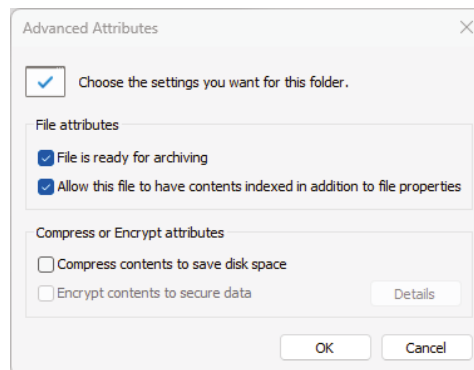 Advanced Attributes
Choose the settings you want for this folder.
File attributes
File is ready for archiving
Allow this file to have contents indexed in addition to file properties
Compress or Encrypt attributes
Compress contents to save disk space
Encrypt contents to secure data
Details
OK
Cancel